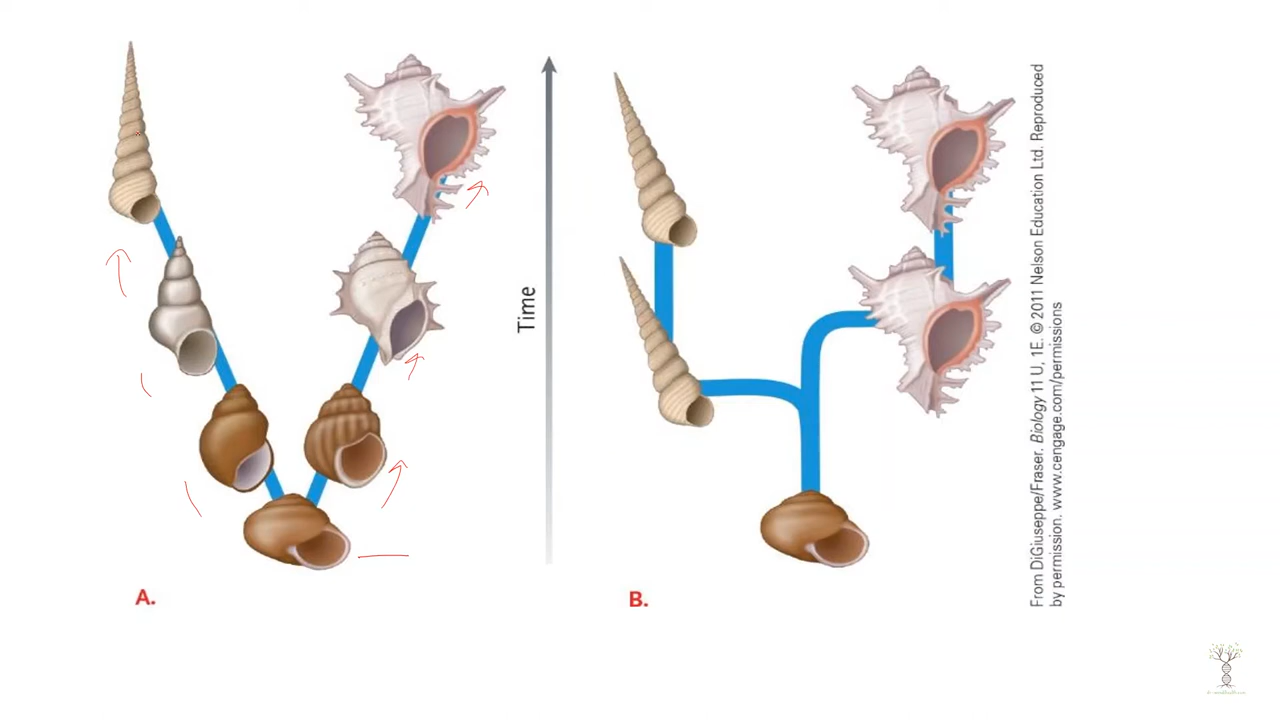 Time
A.
B.
From DiGiuseppe/Fraser. Biology 11 U, 1E. © 2011 Nelson Education Ltd. Reproduced
by permission. www.cengage.com/permissions